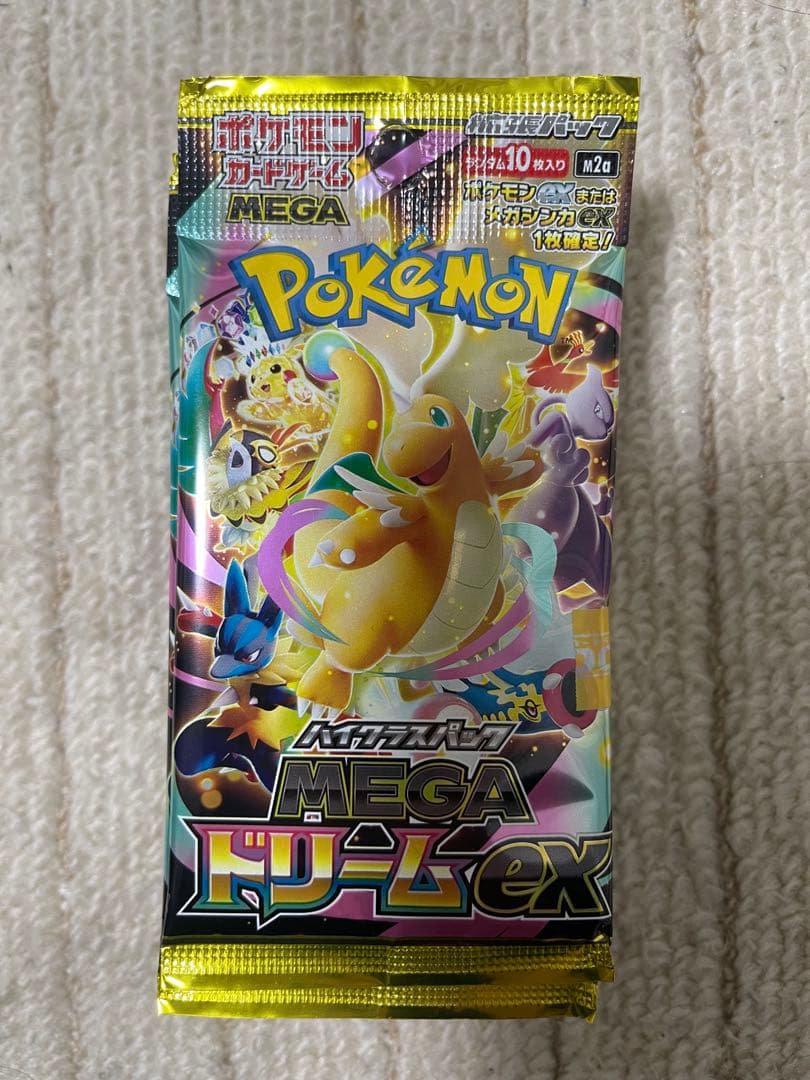 ポケモン
カードゲーム
MEGA
拡張パック
ランダム10枚入り
M2a
ポケモンexまたは
メガシンカex
1枚確定!
POKéMON
ハイクラスパック
MEGA
ドリームex